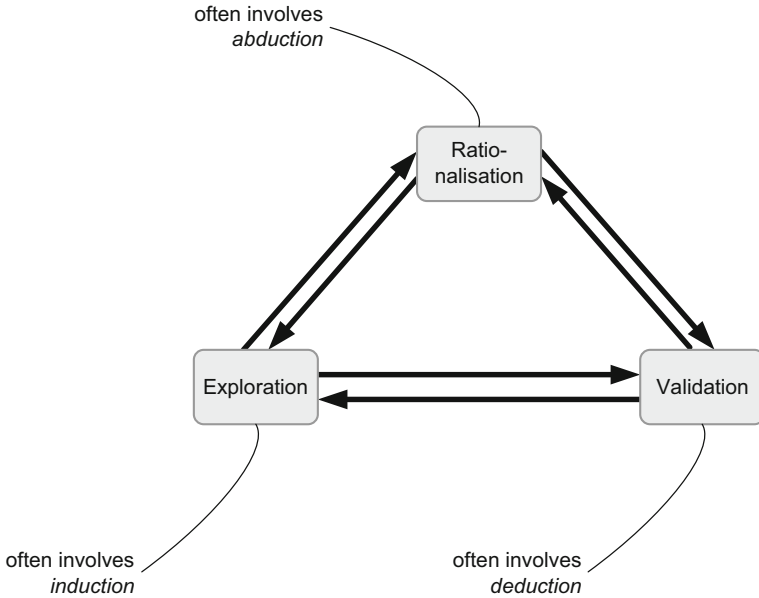 often involves
abduction
Ratio-
nalisation
Exploration
Validation
often involves
induction
often involves
deduction